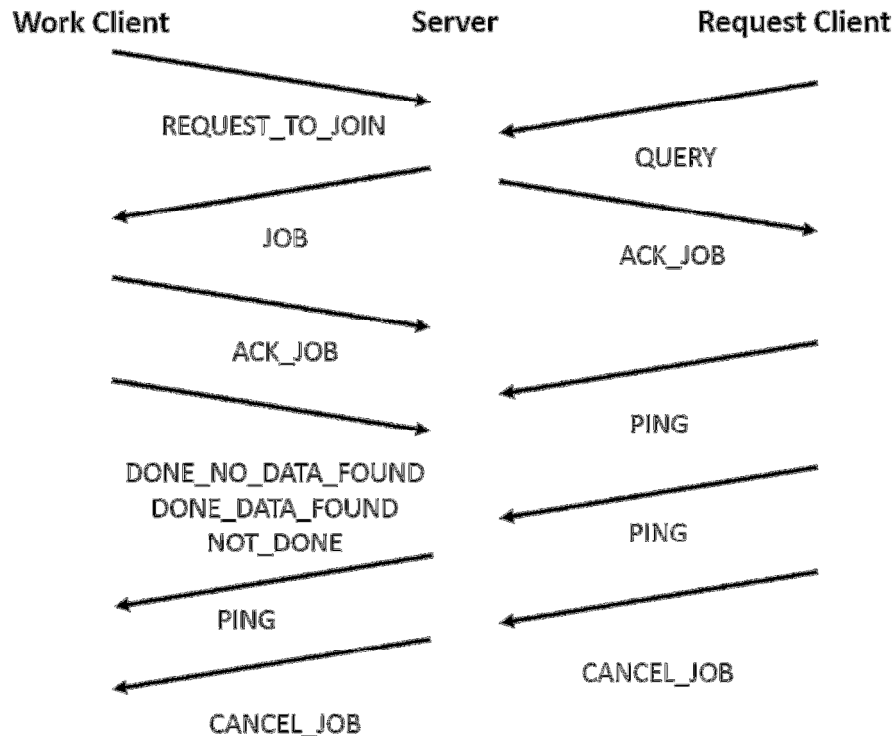 Work Client
Server
Request Client
REQUEST_TO_JOIN
QUERY
JOB
ACK_JOB
ACK_JOB
PING
DONE_NO_DATA_FOUND
DONE_DATA_FOUND
NOT_DONE
PING
PING
CANCEL_JOB
CANCEL_JOB